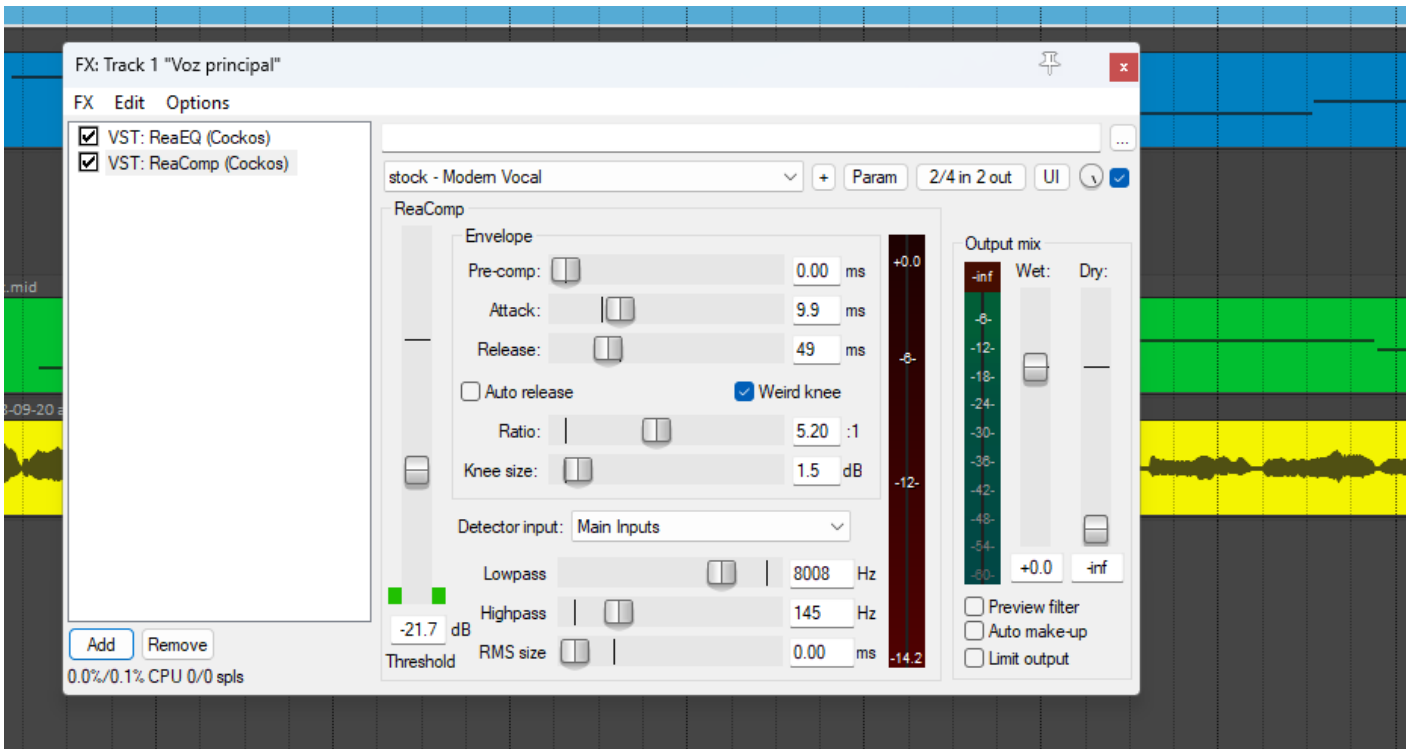 FX: Track 1 "Voz principal"
x
FX Edit Options
VST: ReaEQ (Cockos)
VST: ReaComp (Cockos)
...
stock - Modern Vocal
+ Param 2/4 in 2 out UI
ReaComp
Envelope
Pre-comp: 0.00 ms
Attack: 9.9 ms
Release: 49 ms
Auto release Weird knee
Ratio: 5.20 :1
Knee size: 1.5 dB
Detector input: Main Inputs
Lowpass 8008 Hz
Highpass 145 Hz
RMS size 0.00 ms
-21.7 dB
Threshold
+0.0
-6-
-12-
-14.2
Output mix
-inf Wet: Dry:
-6-
-12-
-18-
-24-
-30-
-36-
-42-
-48-
-54-
-60-
+0.0 -inf
Preview filter
Auto make-up
Limit output
Add Remove
0.0%/0.1% CPU 0/0 spls
.mid
-09-20